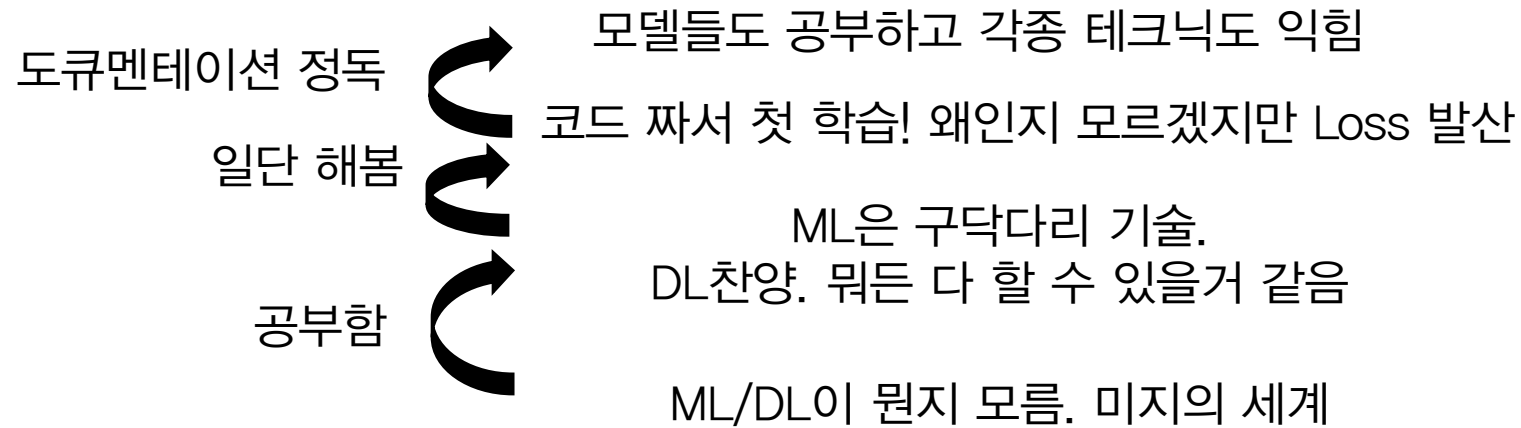 모델들도 공부하고 각종 테크닉도 익힘
도큐멘테이션 정독
코드 짜서 첫 학습! 왜인지 모르겠지만 Loss 발산
일단 해봄
ML은 구닥다리 기술.
DL찬양. 뭐든 다 할 수 있을거 같음
공부함
ML/DL이 뭔지 모름. 미지의 세계